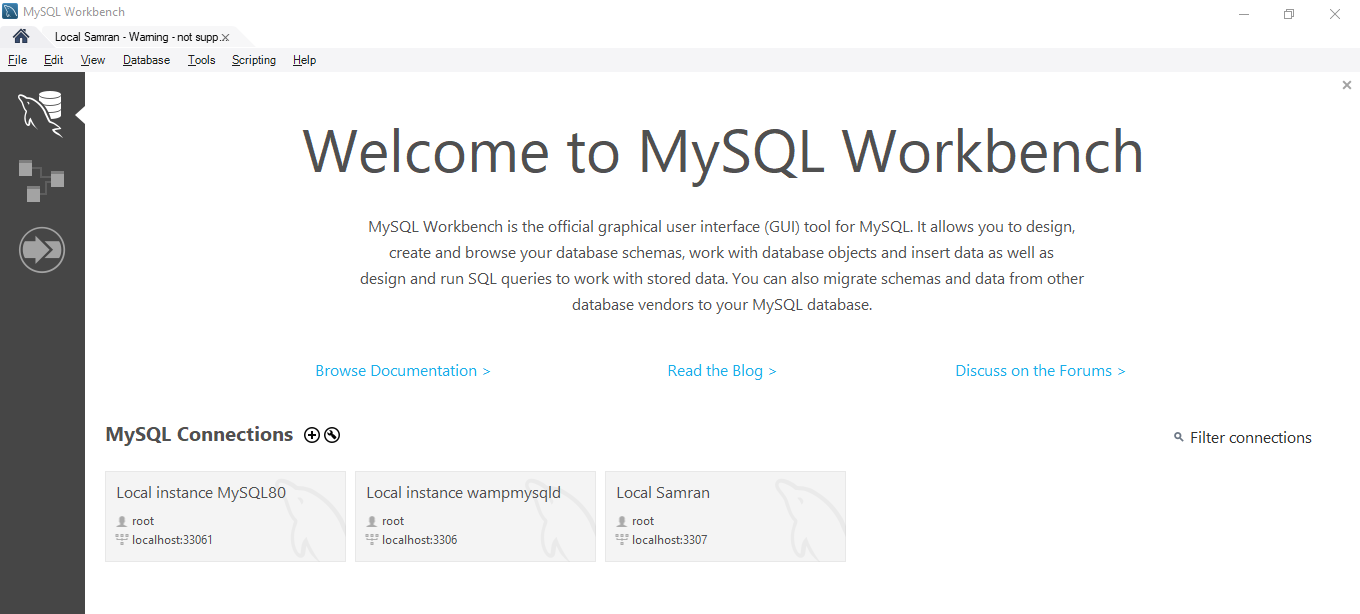 MySQL Workbench
Local Samran - Warning - not supp...
File Edit View Database Tools Scripting Help
Welcome to MySQL Workbench
MySQL Workbench is the official graphical user interface (GUI) tool for MySQL. It allows you to design,
create and browse your database schemas, work with database objects and insert data as well as
design and run SQL queries to work with stored data. You can also migrate schemas and data from other
database vendors to your MySQL database.
Browse Documentation > Read the Blog > Discuss on the Forums >
MySQL Connections
Filter connections
Local instance MySQL80
root
localhost:33061
Local instance wampmysqld
root
localhost:3306
Local Samran
root
localhost:3307